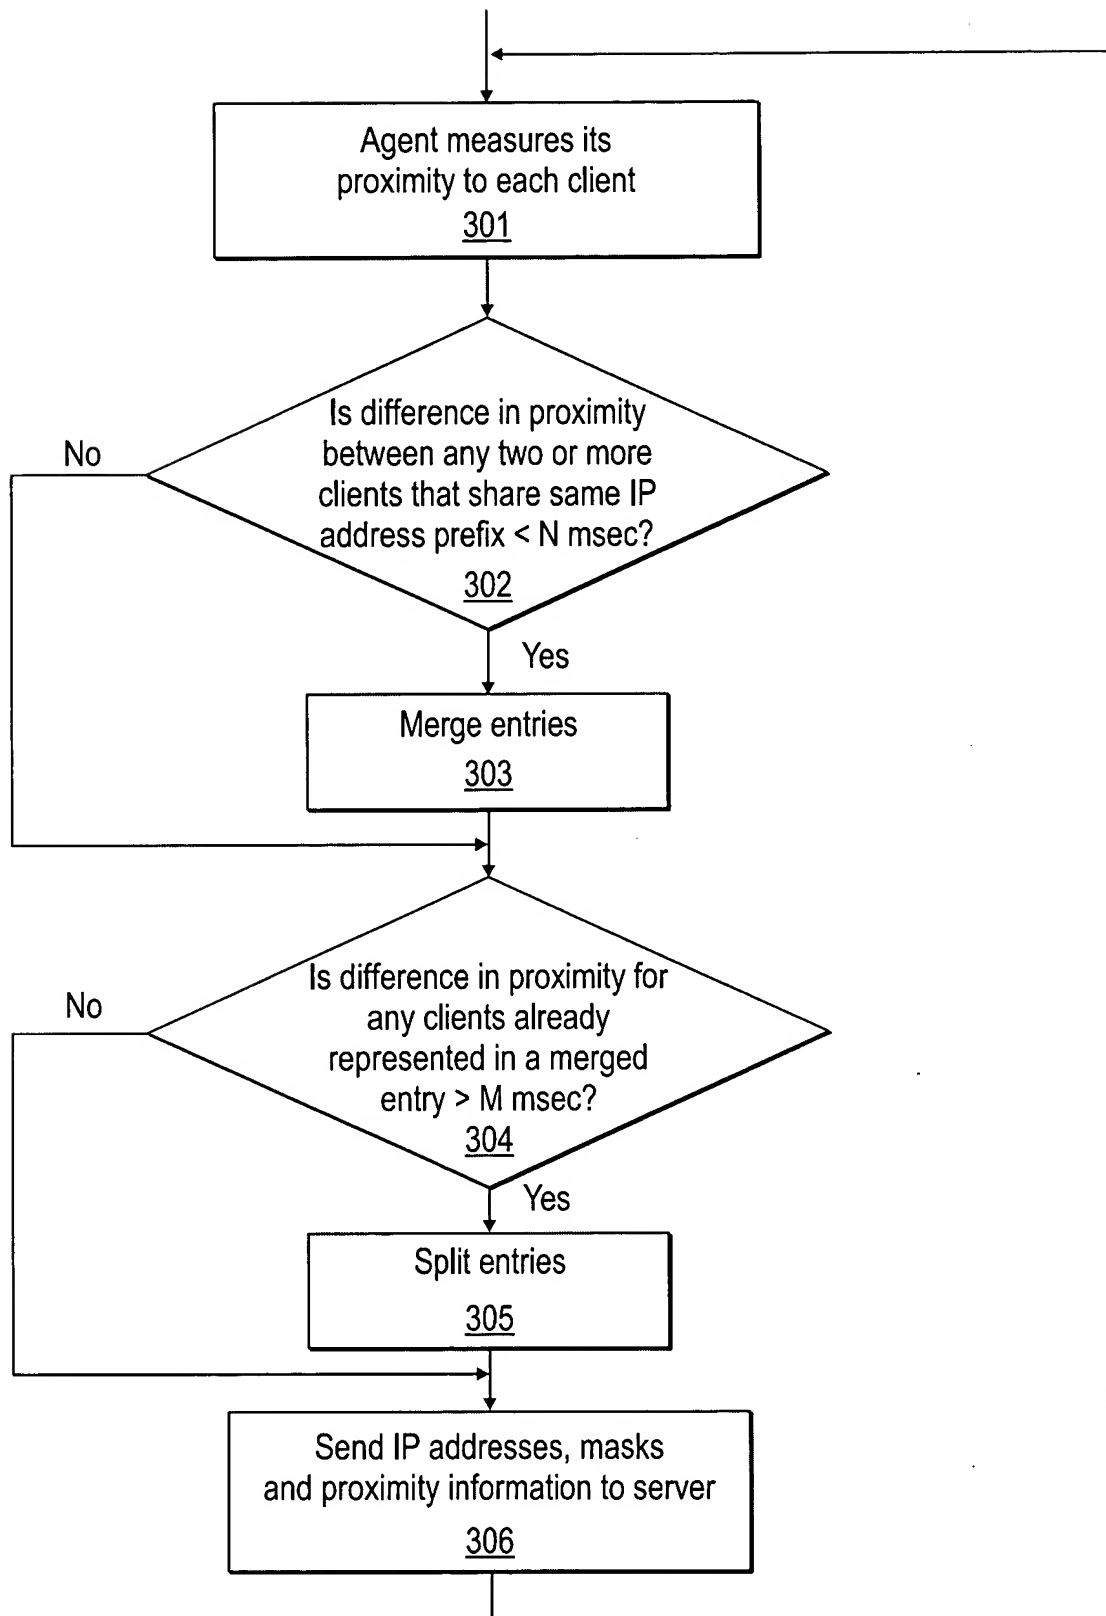 Agent measures its
proximity to each client
301
Is difference in proximity
between any two or more
clients that share same IP
address prefix < N msec?
302
No
Yes
Merge entries
303
Is difference in proximity for
any clients already
represented in a merged
entry > M msec?
304
No
Yes
Split entries
305
Send IP addresses, masks
and proximity information to server
306